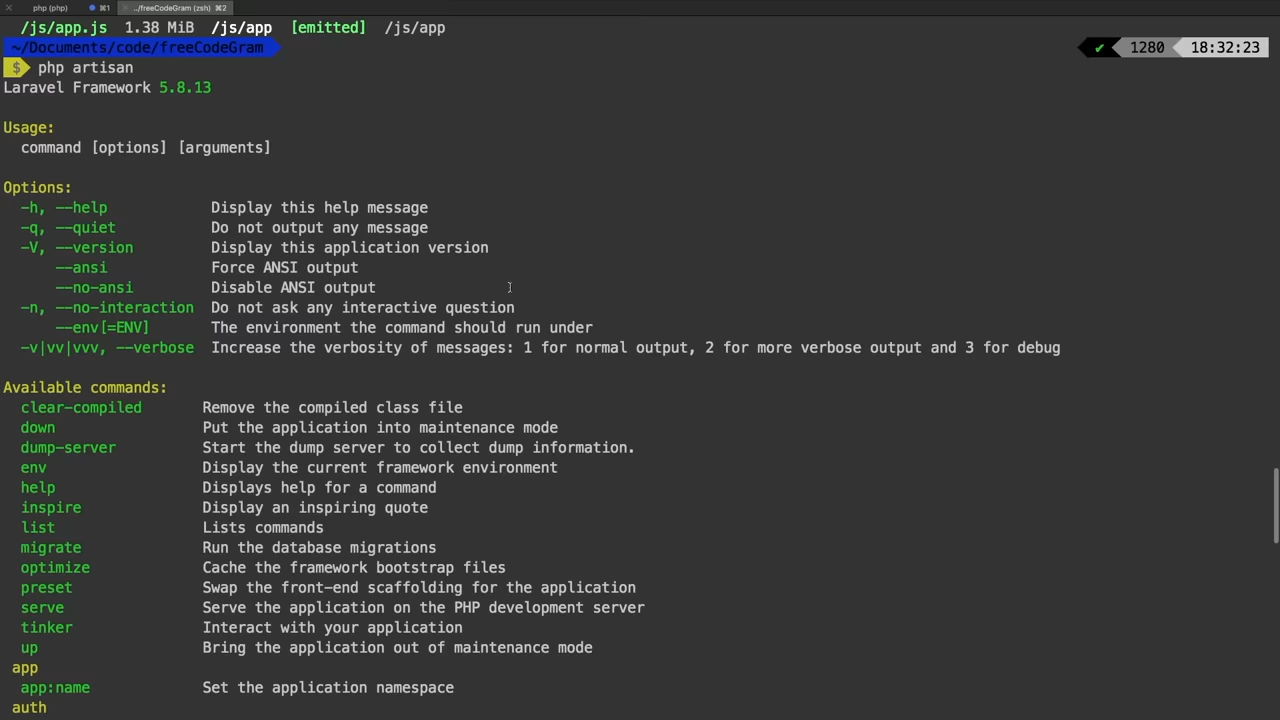 php (php) ⌘1 ../freeCodeGram (zsh) ⌘2
/js/app.js 1.38 MiB /js/app [emitted] /js/app
~/Documents/code/freeCodeGram ✔ 1280 18:32:23
$ php artisan
Laravel Framework 5.8.13
Usage:
command [options] [arguments]
Options:
-h, --help Display this help message
-q, --quiet Do not output any message
-V, --version Display this application version
--ansi Force ANSI output
--no-ansi Disable ANSI output
-n, --no-interaction Do not ask any interactive question
--env[=ENV] The environment the command should run under
-v|vv|vvv, --verbose Increase the verbosity of messages: 1 for normal output, 2 for more verbose output and 3 for debug
Available commands:
clear-compiled Remove the compiled class file
down Put the application into maintenance mode
dump-server Start the dump server to collect dump information.
env Display the current framework environment
help Displays help for a command
inspire Display an inspiring quote
list Lists commands
migrate Run the database migrations
optimize Cache the framework bootstrap files
preset Swap the front-end scaffolding for the application
serve Serve the application on the PHP development server
tinker Interact with your application
up Bring the application out of maintenance mode
app
app:name Set the application namespace
auth